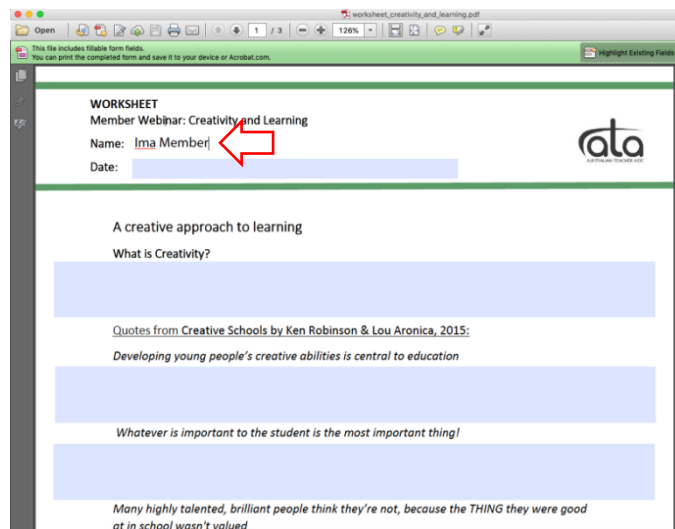 worksheet_creativity_and_learning.pdf
Open 1 / 3 126%
This file includes fillable form fields.
You can print the completed form and save it to your device or Acrobat.com.
Highlight Existing Fields
WORKSHEET
Member Webinar: Creativity and Learning
Name: Ima Member
Date:
ata
AUSTRALIAN TEACHER AIDE
A creative approach to learning
What is Creativity?
Quotes from Creative Schools by Ken Robinson & Lou Aronica, 2015:
Developing young people's creative abilities is central to education
Whatever is important to the student is the most important thing!
Many highly talented, brilliant people think they're not, because the THING they were good
at in school wasn't valued